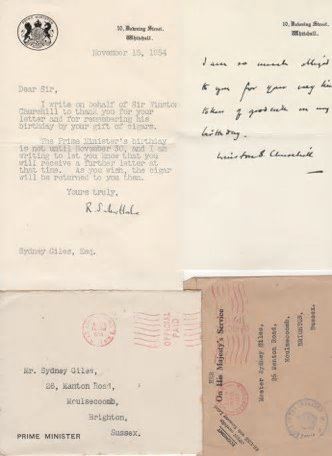 10, Downing Street,
Whitehall.
November 15, 1954
Dear Sir,
I write on behalf of Sir Winston
Churchill to thank you for your
letter and for remembering his
birthday by your gift of cigars.
The Prime Minister's birthday
is not until November 30, and I am
writing to let you know that you
will receive a further letter at
that time. As you wish, the cigar
will be returned to you then.
Yours truly,
Sydney Giles, Esq.
10, Downing Street,
Whitehall.
I am so much obliged
to you for your very kind
token of good will on my
birthday.
Winston S. Churchill
OFFICIAL
PAID
Mr. Sydney Giles,
26, Manton Road,
Moulsecoomb,
Brighton,
Sussex.
PRIME MINISTER
HER
On His Majesty's Service
Master Sydney Giles,
26 Manton Road,
Moulsecoomb,
BRIGHTON,
Sussex.